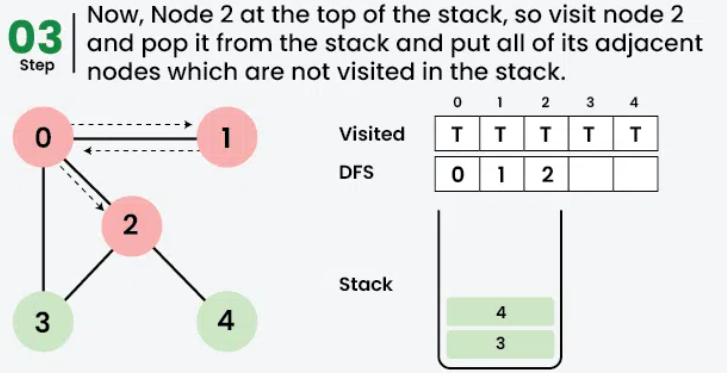 03
Step
Now, Node 2 at the top of the stack, so visit node 2
and pop it from the stack and put all of its adjacent
nodes which are not visited in the stack.
0 1 2 3 4
Visited T T T T T
DFS 0 1 2
0 1
2
3 4
Stack
4
3